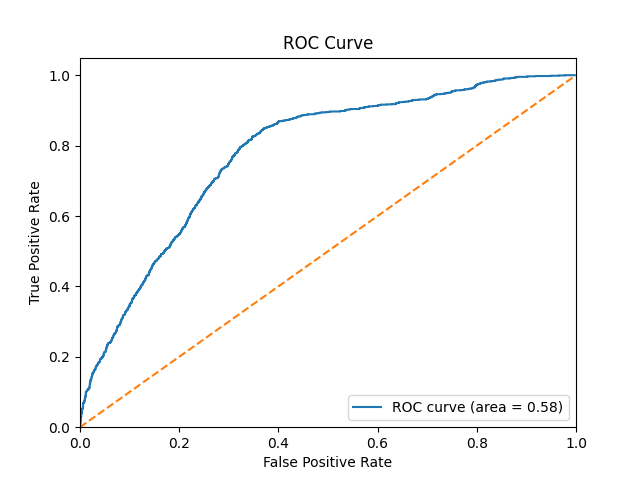 ROC Curve
True Positive Rate
1.0
0.8
0.6
0.4
0.2
0.0
0.0 0.2 0.4 0.6 0.8 1.0
False Positive Rate
ROC curve (area = 0.58)